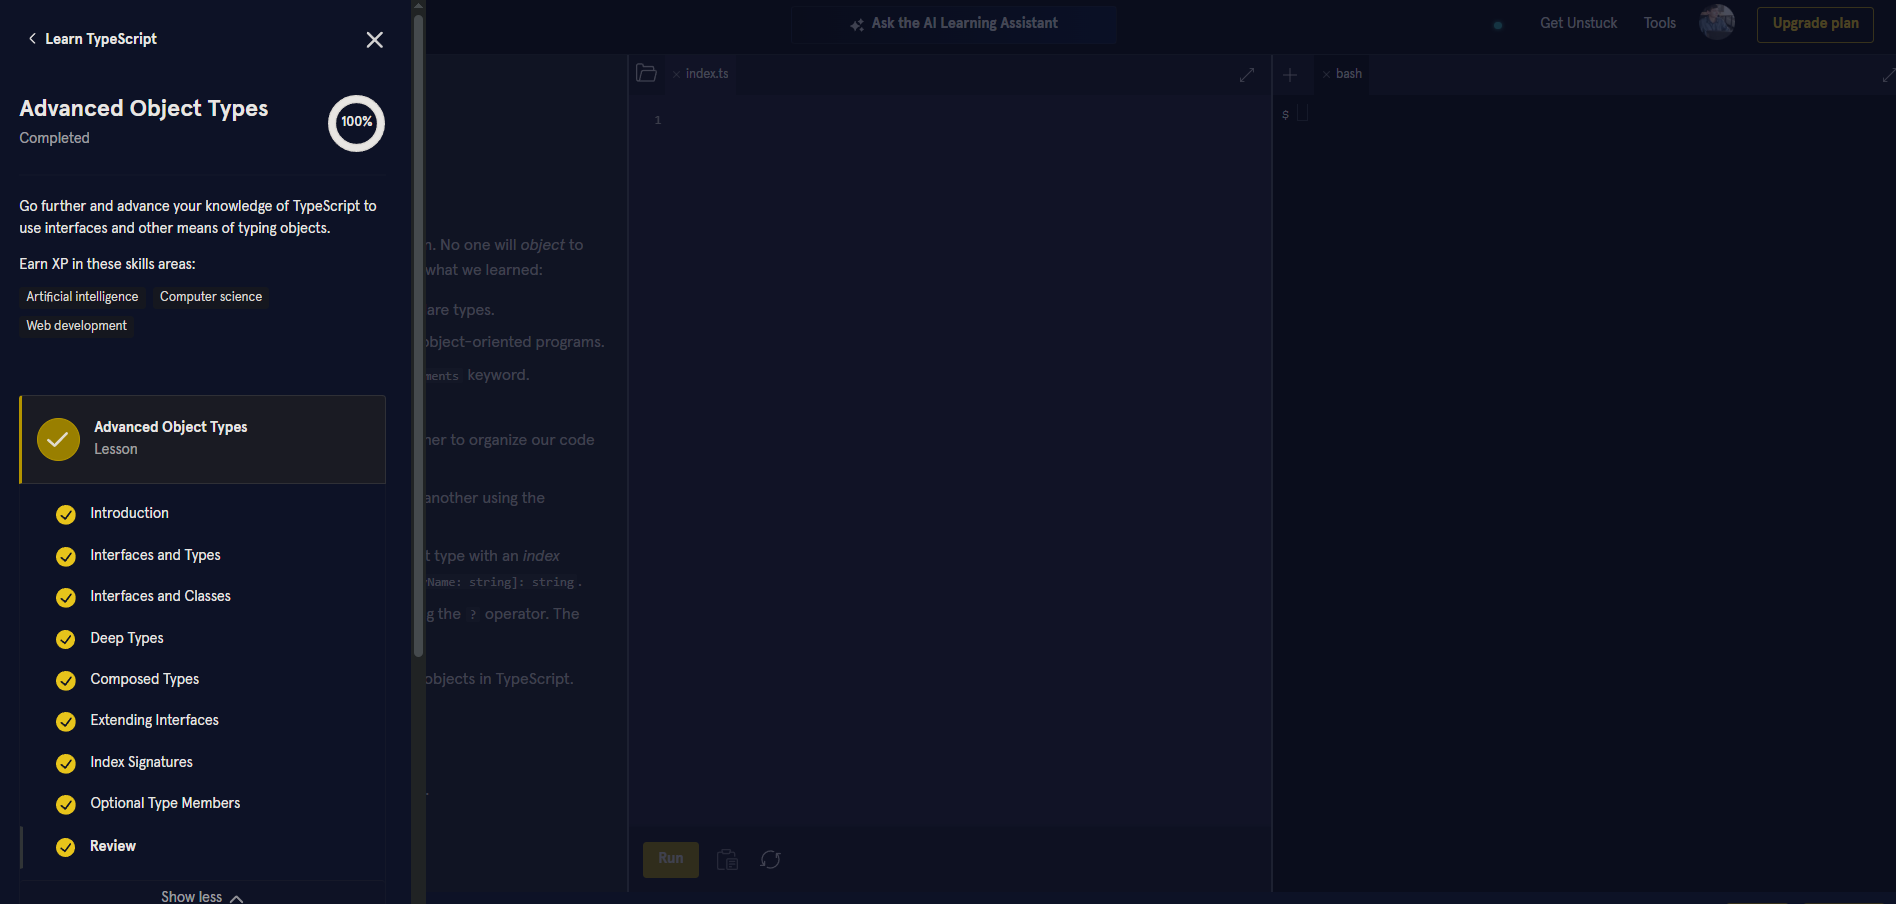 Learn TypeScript
Advanced Object Types
Completed
100%
Go further and advance your knowledge of TypeScript to
use interfaces and other means of typing objects.
Earn XP in these skills areas:
Artificial intelligence
Computer science
Web development
Advanced Object Types
Lesson
Introduction
Interfaces and Types
Interfaces and Classes
Deep Types
Composed Types
Extending Interfaces
Index Signatures
Optional Type Members
Review
Show less
Ask the AI Learning Assistant
Get Unstuck
Tools
Upgrade plan
. No one will object to
what we learned:
are types.
object-oriented programs.
keyword.
to organize our code
another using the
type with an index
Name: string]: string.
the ? operator. The
objects in TypeScript.
index.ts
1
Run
bash
$